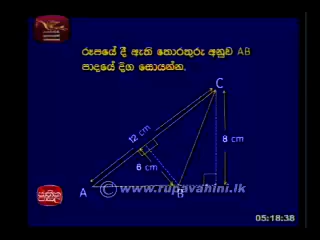 රූපයේ දී ඇති තොරතුරු අනුව AB
පාදයේ දිග සොයන්න.
C
12 cm
8 cm
6 cm
A
B
© www.rupavahini.lk
05:18:38